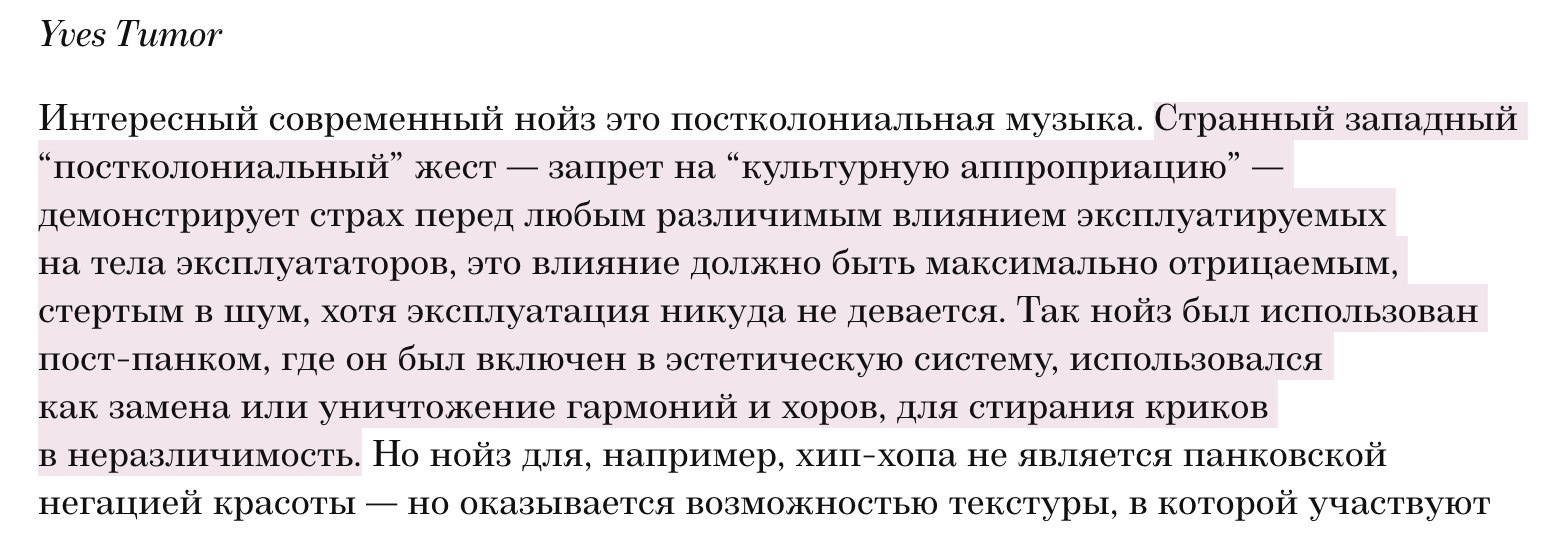 Yves Tumor
Интересный современный нойз это постколониальная музыка. Странный западный
“постколониальный” жест — запрет на “культурную аппроприацию” —
демонстрирует страх перед любым различимым влиянием эксплуатируемых
на тела эксплуататоров, это влияние должно быть максимально отрицаемым,
стертым в шум, хотя эксплуатация никуда не девается. Так нойз был использован
пост-панком, где он был включен в эстетическую систему, использовался
как замена или уничтожение гармоний и хоров, для стирания криков
в неразличимость. Но нойз для, например, хип-хопа не является панковской
негацией красоты — но оказывается возможностью текстуры, в которой участвуют